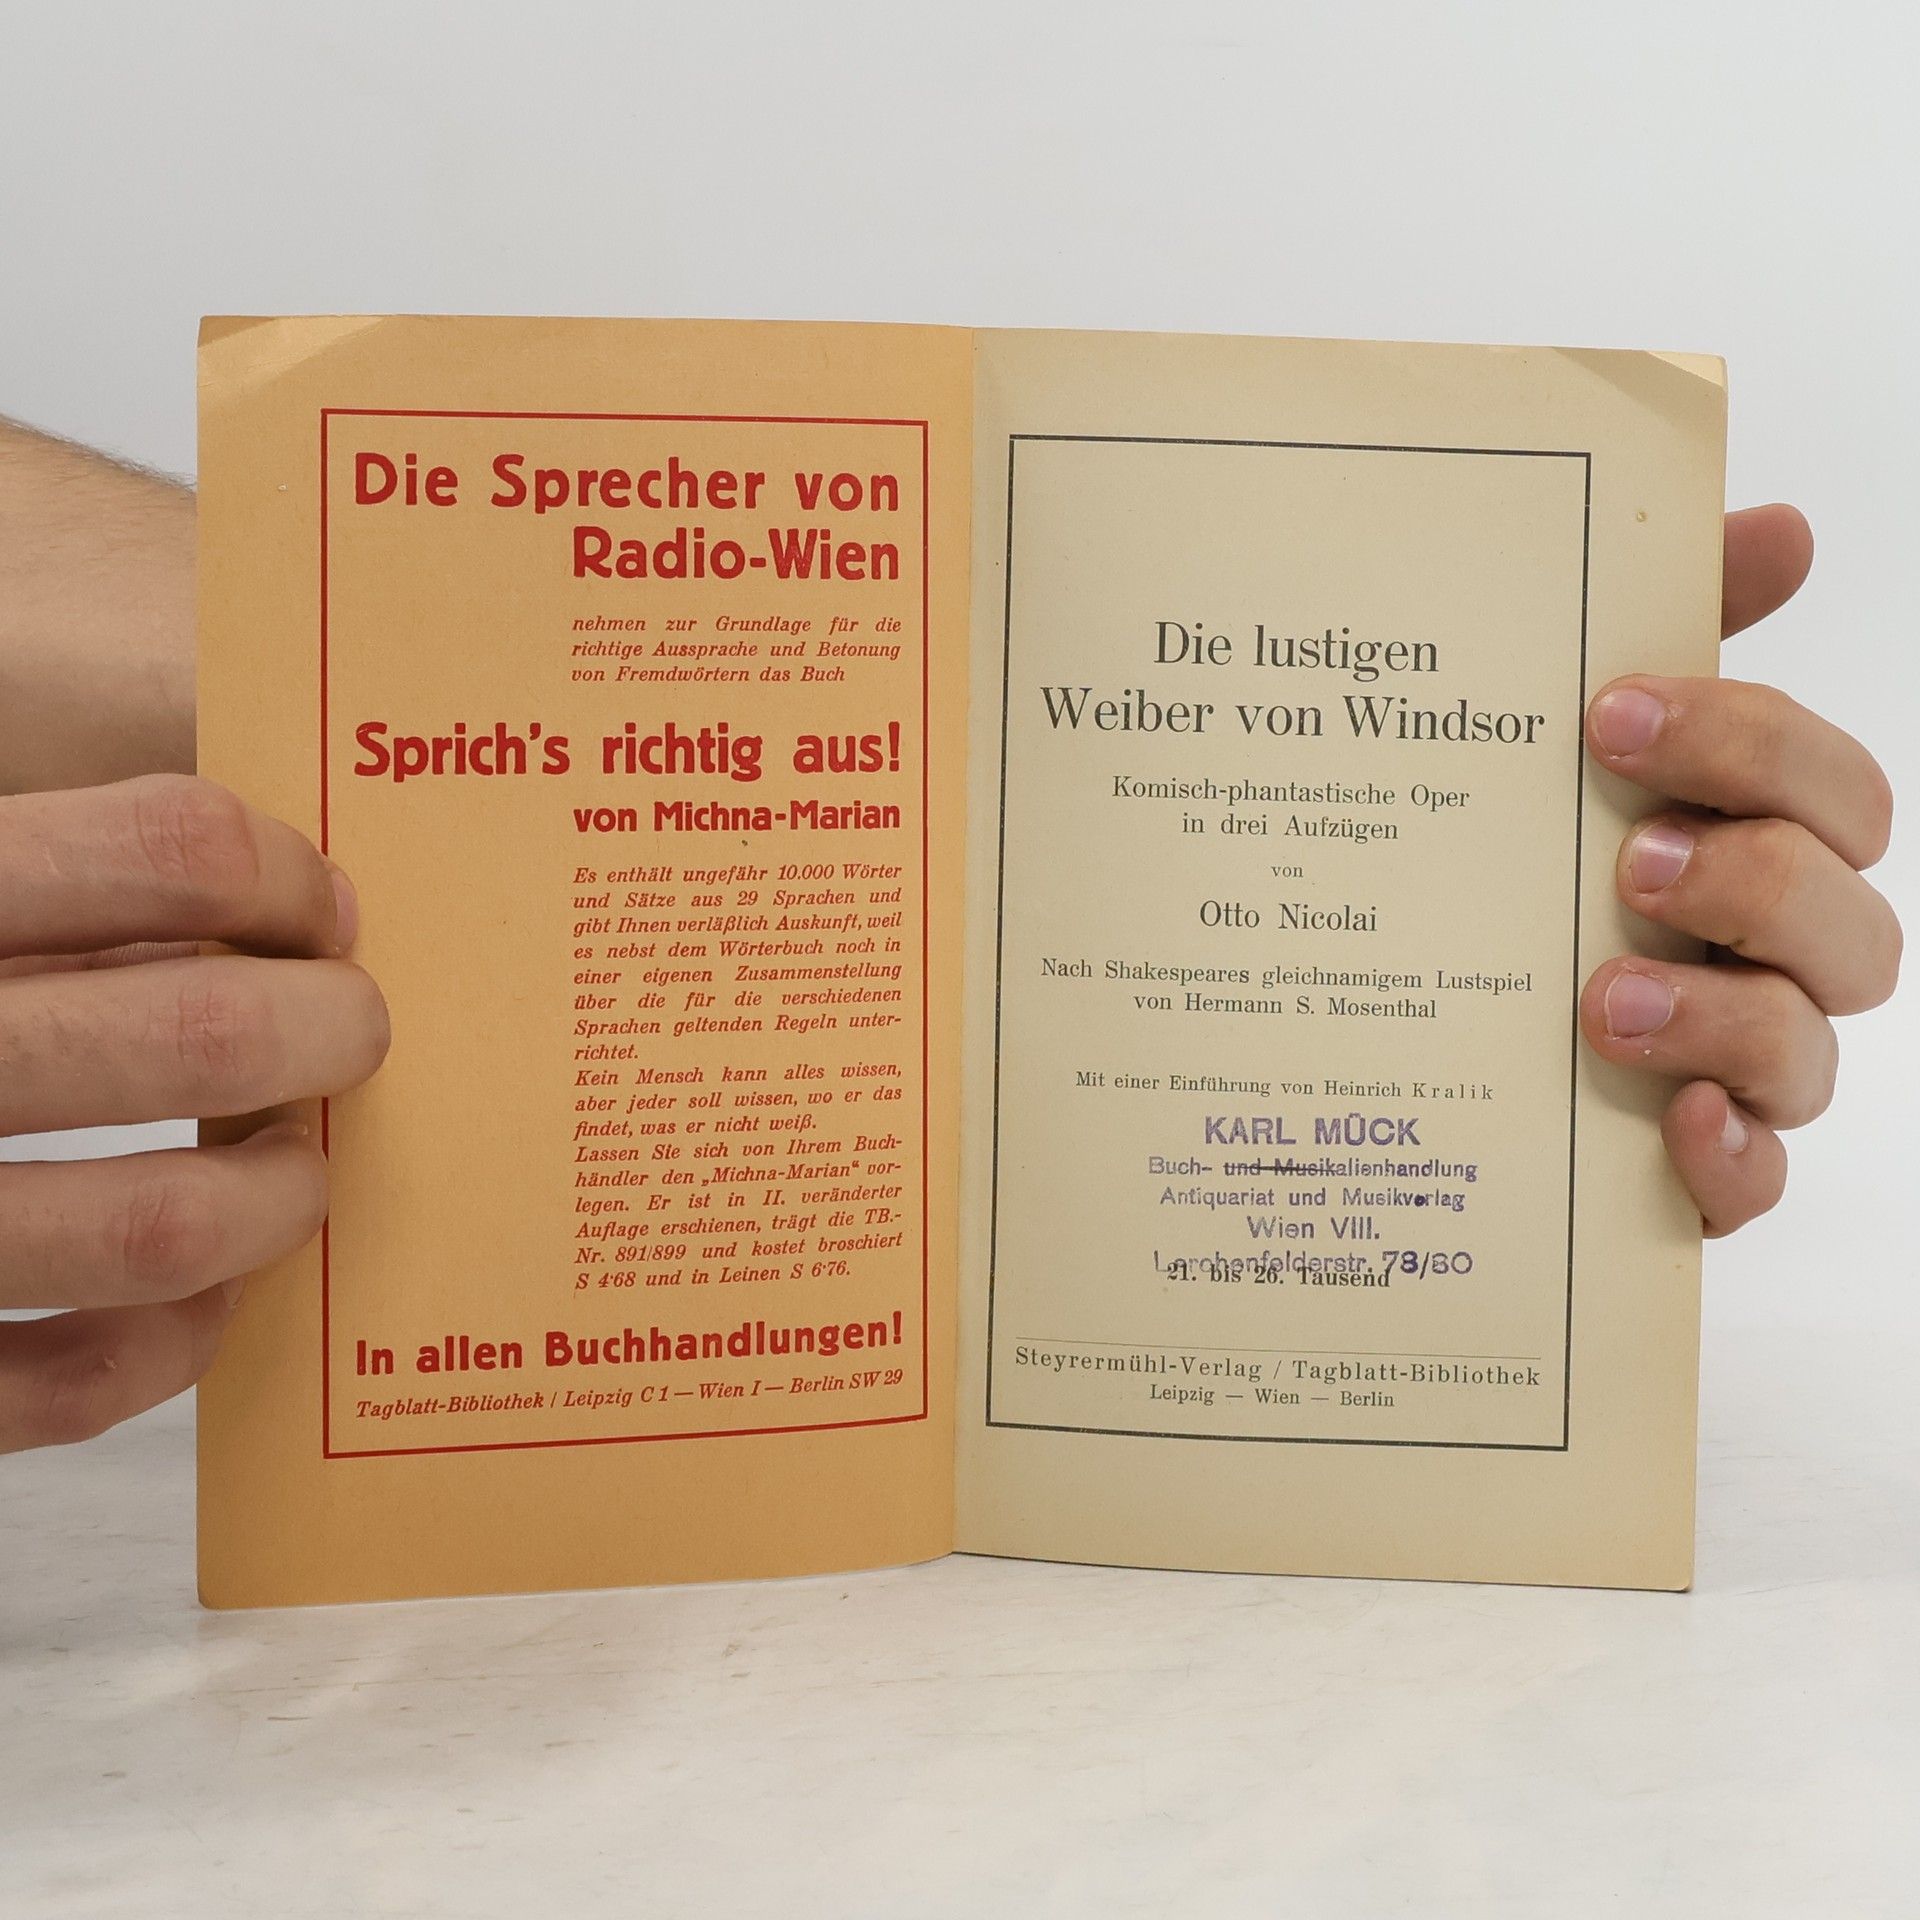 Die Sprecher von
Radio-Wien
nehmen zur Grundlage für die
richtige Aussprache und Betonung
von Fremdwörtern das Buch
Sprich's richtig aus!
von Michna-Marian
Es enthält ungefähr 10.000 Wörter
und Sätze aus 29 Sprachen und
gibt Ihnen verläßlich Auskunft, weil
es nebst dem Wörterbuch noch in
einer eigenen Zusammenstellung
über die für die verschiedenen
Sprachen geltenden Regeln unter-
richtet.
Kein Mensch kann alles wissen,
aber jeder soll wissen, wo er das
findet, was er nicht weiß.
Lassen Sie sich von Ihrem Buch-
händler den „Michna-Marian“ vor-
legen. Er ist in II. veränderter
Auflage erschienen, trägt die TB.-
Nr. 891/899 und kostet broschiert
S 4·68 und in Leinen S 6·76.
In allen Buchhandlungen!
Tagblatt-Bibliothek / Leipzig C 1 — Wien I — Berlin SW 29
Die lustigen
Weiber von Windsor
Komisch-phantastische Oper
in drei Aufzügen
von
Otto Nicolai
Nach Shakespeares gleichnamigem Lustspiel
von Hermann S. Mosenthal
Mit einer Einführung von Heinrich Kralik
KARL MÜCK
Buch- und Musikalienhandlung
Antiquariat und Musikverlag
Wien VIII.
Lerchenfelderstr. 78/80
21. bis 26. Tausend
Steyrermühl-Verlag / Tagblatt-Bibliothek
Leipzig — Wien — Berlin